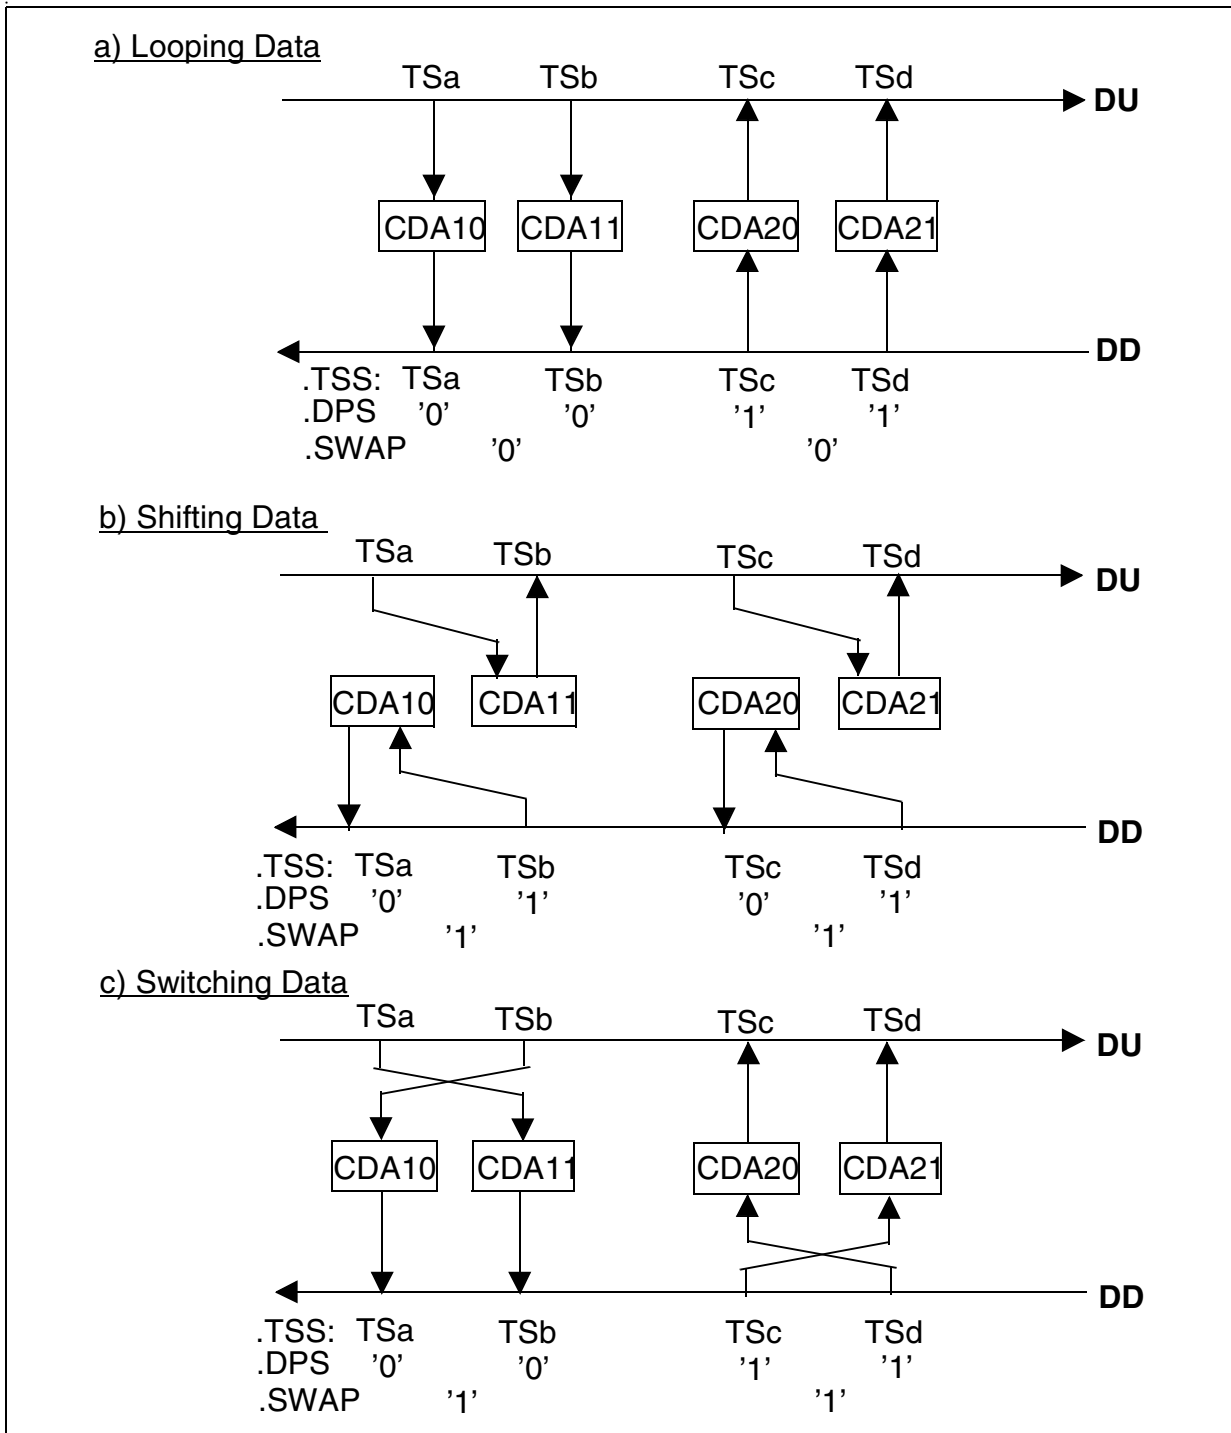 a) Looping Data
TSa TSb TSc TSd
DU
CDA10 CDA11 CDA20 CDA21
DD
.TSS: TSa TSb TSc TSd
.DPS '0' '0' '1' '1'
.SWAP '0' '0'
b) Shifting Data
TSa TSb TSc TSd
DU
CDA10 CDA11 CDA20 CDA21
DD
.TSS: TSa TSb TSc TSd
.DPS '0' '1' '0' '1'
.SWAP '1' '1'
c) Switching Data
TSa TSb TSc TSd
DU
CDA10 CDA11 CDA20 CDA21
DD
.TSS: TSa TSb TSc TSd
.DPS '0' '0' '1' '1'
.SWAP '1' '1'